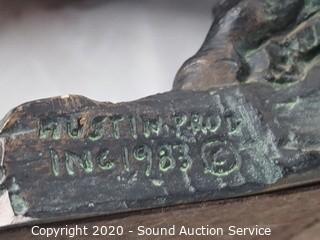 AUSTIN PROD
INC 1983 ©
Copyright© 2020 - Sound Auction Service